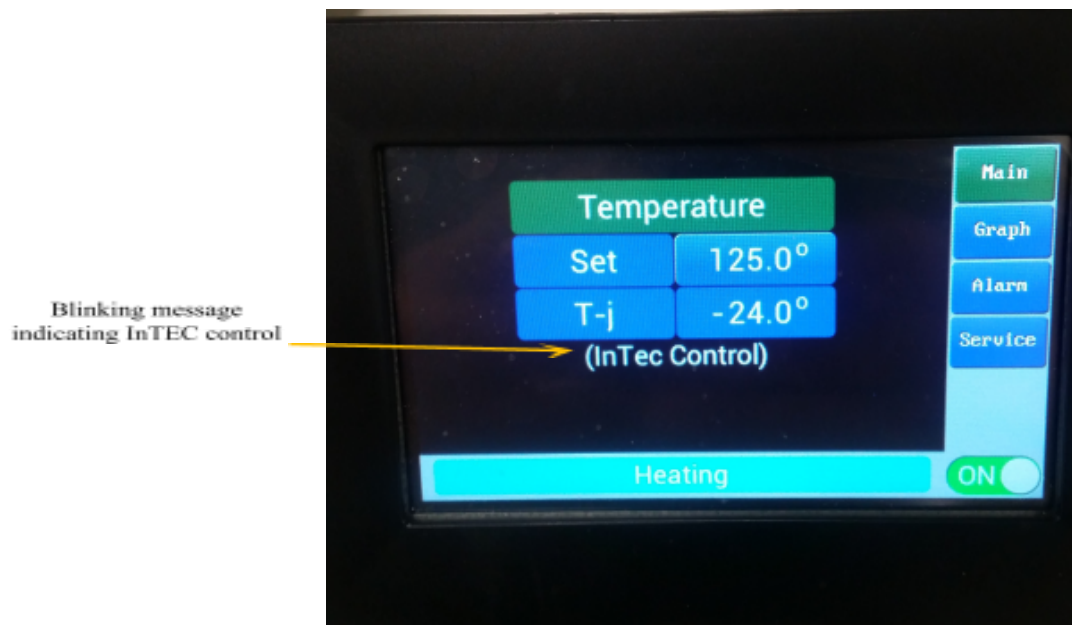 Blinking message
indicating InTEC control
Temperature
Set 125.0°
T-j -24.0°
(InTec Control)
Heating
Main
Graph
Alarm
Service
ON